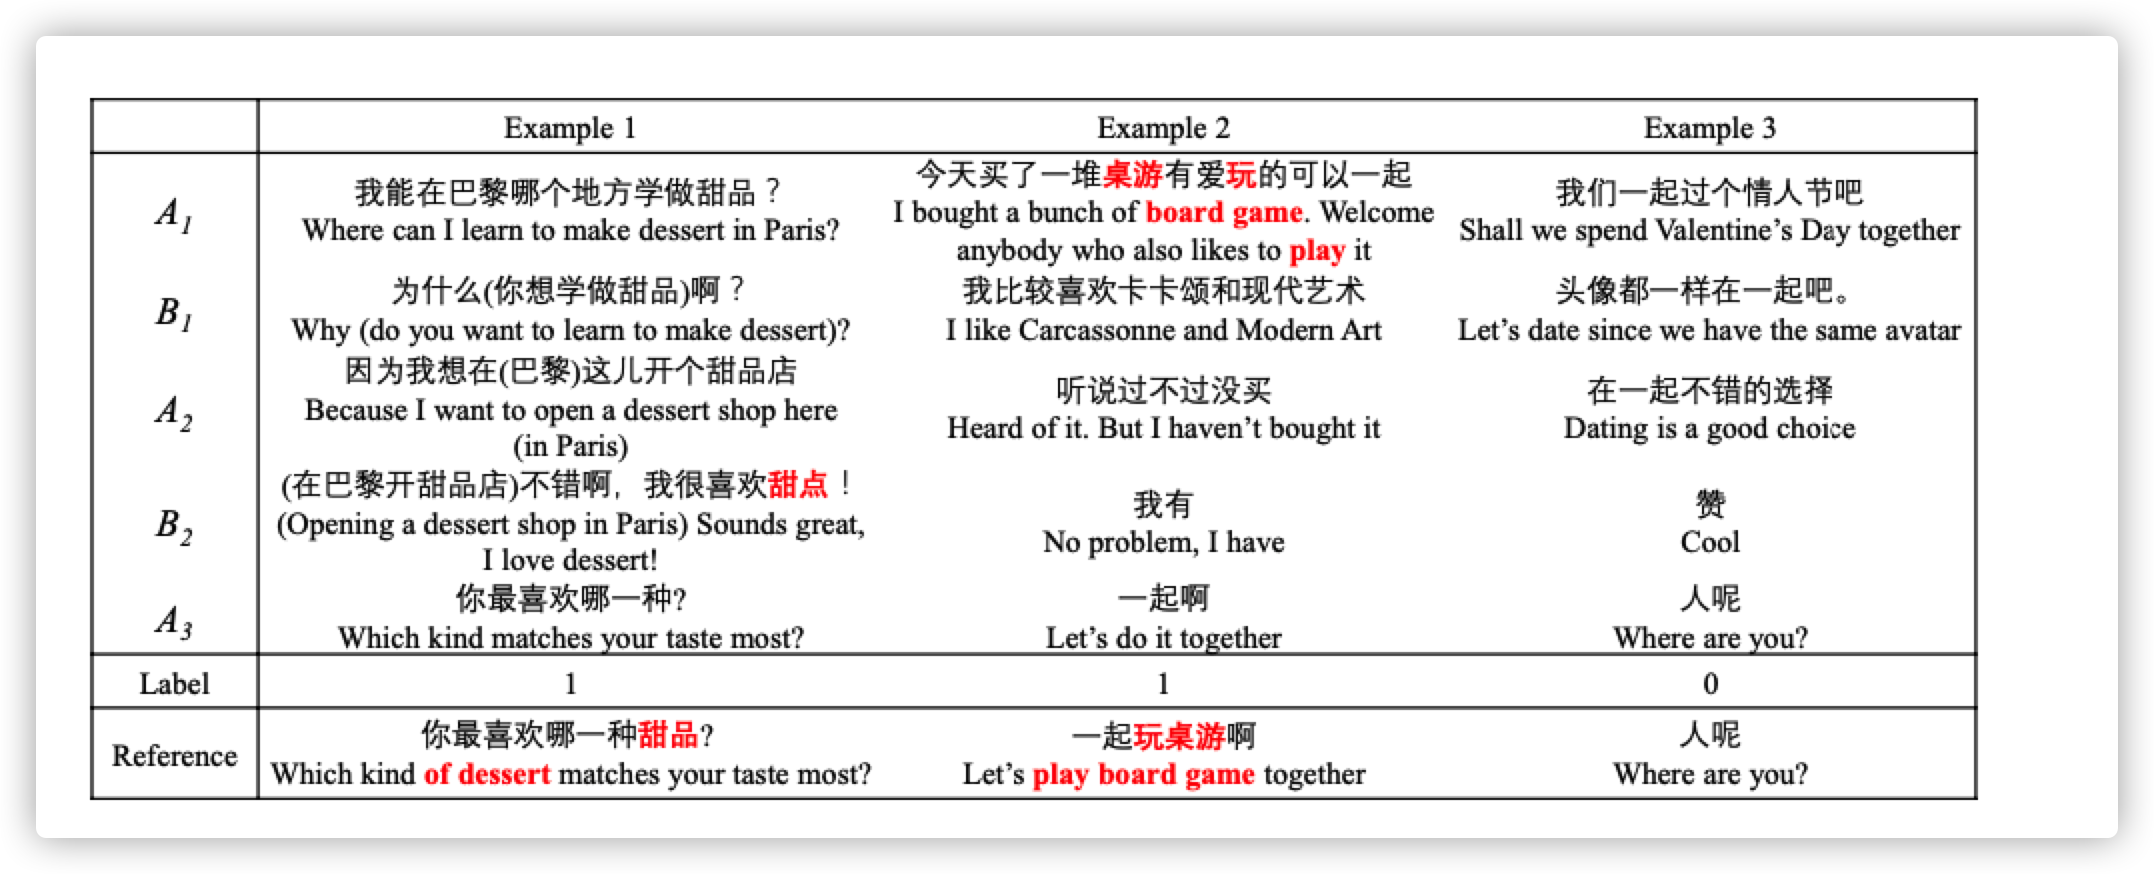 Example 1 Example 2 Example 3
A1
我能在巴黎哪个地方学做甜品？
Where can I learn to make dessert in Paris?
今天买了一堆桌游有爱玩的可以一起
I bought a bunch of board game. Welcome
anybody who also likes to play it
我们一起过个情人节吧
Shall we spend Valentine's Day together
B1
为什么(你想学做甜品)啊？
Why (do you want to learn to make dessert)?
我比较喜欢卡卡颂和现代艺术
I like Carcassonne and Modern Art
头像都一样在一起吧。
Let's date since we have the same avatar
A2
因为我想在(巴黎)这儿开个甜品店
Because I want to open a dessert shop here
(in Paris)
听说过不过没买
Heard of it. But I haven't bought it
在一起不错的选择
Dating is a good choice
B2
(在巴黎开甜品店)不错啊，我很喜欢甜点！
(Opening a dessert shop in Paris) Sounds great,
I love dessert!
我有
No problem, I have
赞
Cool
A3
你最喜欢哪一种?
Which kind matches your taste most?
一起啊
Let's do it together
人呢
Where are you?
Label 1 1 0
Reference
你最喜欢哪一种甜品?
Which kind of dessert matches your taste most?
一起玩桌游啊
Let's play board game together
人呢
Where are you?